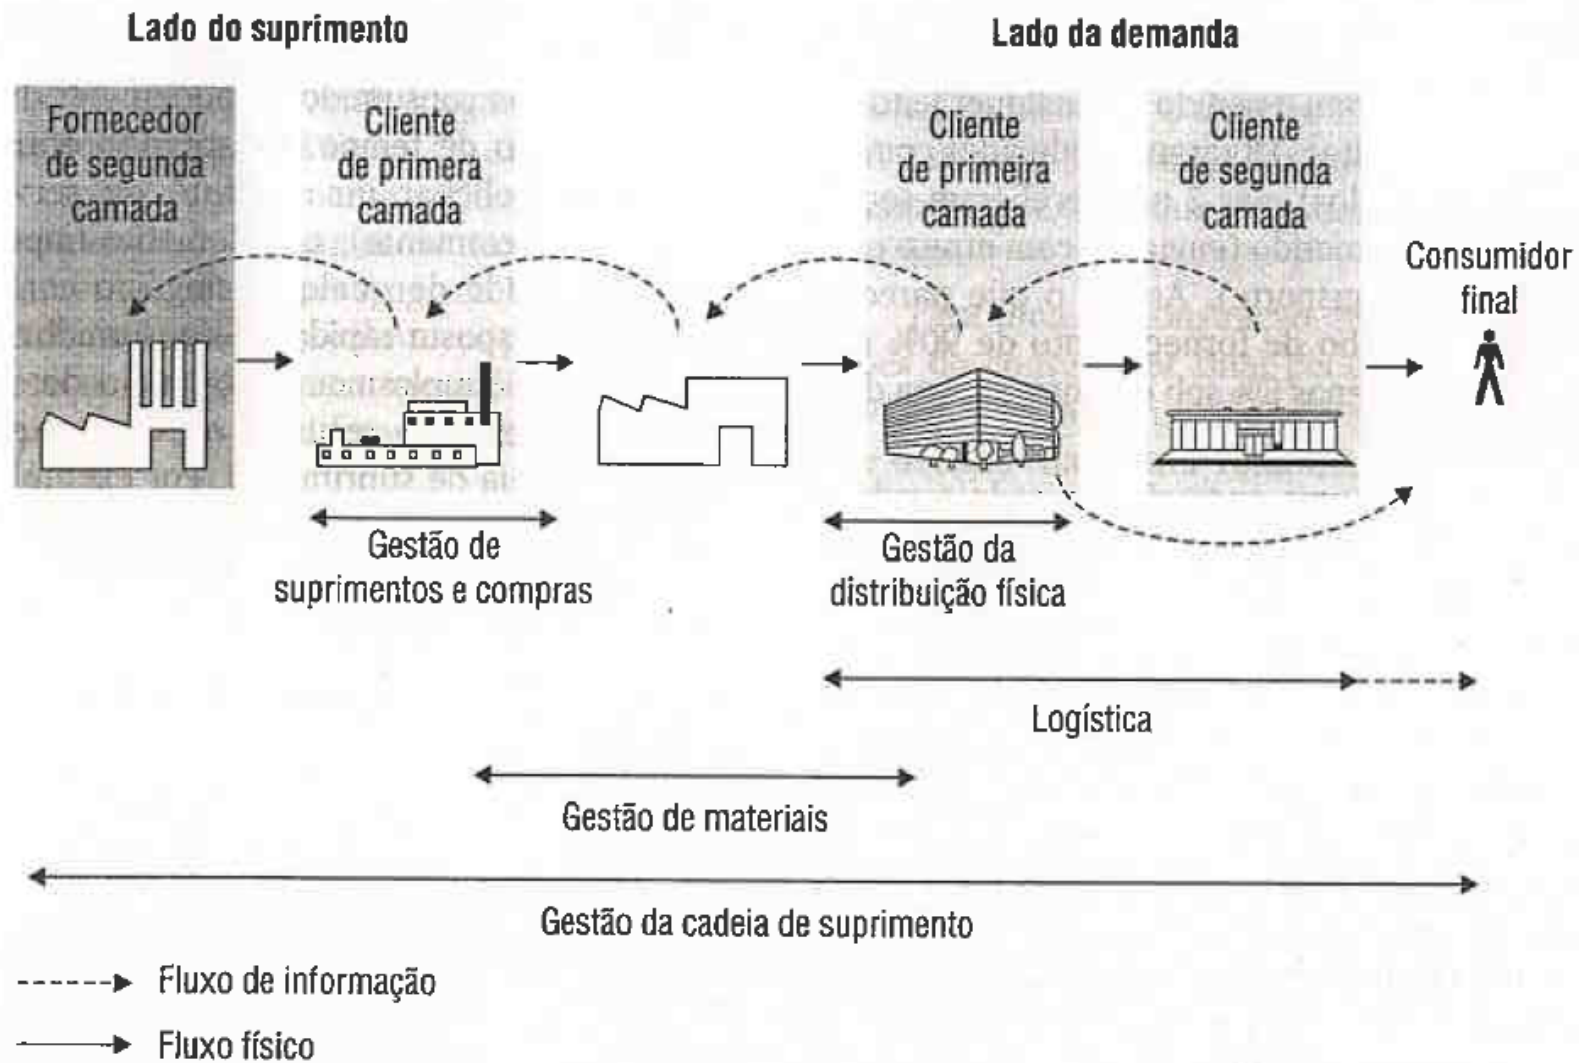 Lado do suprimento
Lado da demanda
Fornecedor
de segunda
camada
Cliente
de primera
camada
Cliente
de primeira
camada
Cliente
de segunda
camada
Consumidor
final
Gestão de
suprimentos e compras
Gestão da
distribuição física
Logística
Gestão de materiais
Gestão da cadeia de suprimento
Fluxo de informação
Fluxo físico